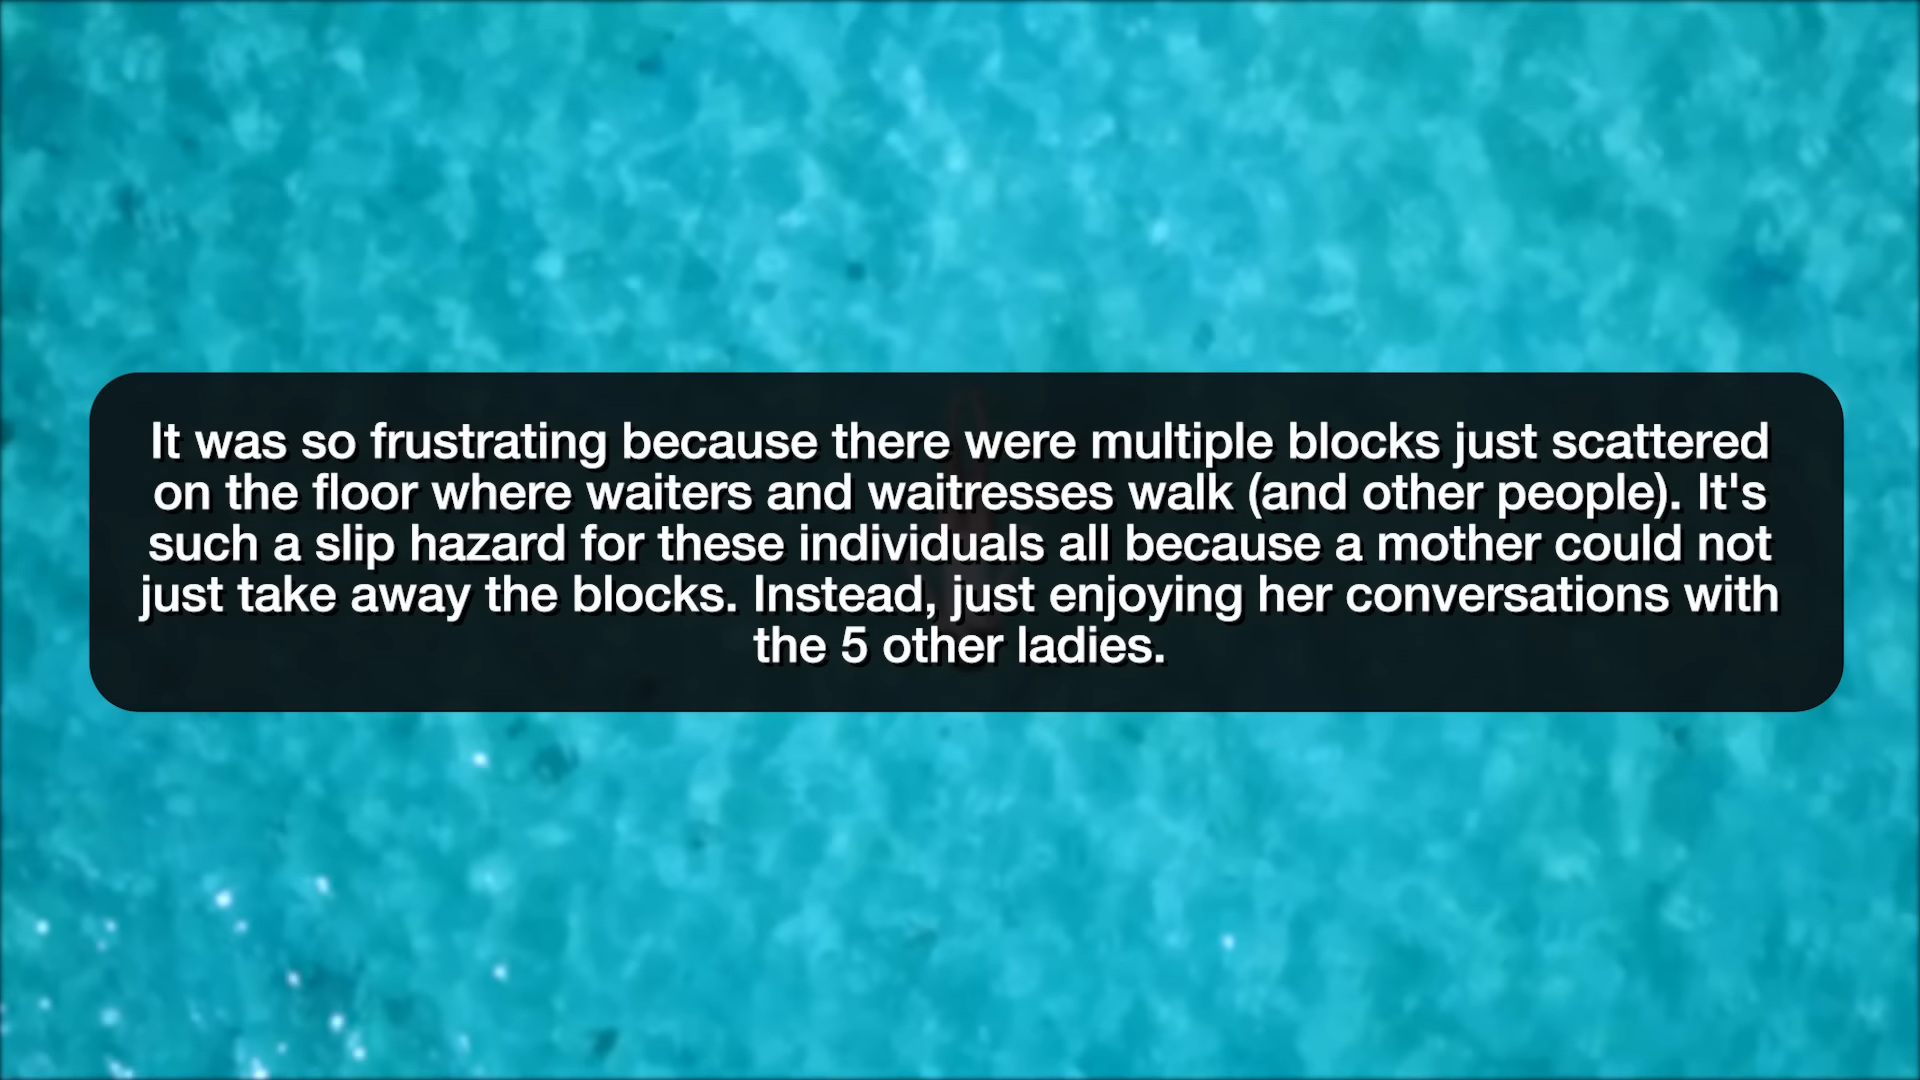 It was so frustrating because there were multiple blocks just scattered
on the floor where waiters and waitresses walk (and other people). It's
such a slip hazard for these individuals all because a mother could not
just take away the blocks. Instead, just enjoying her conversations with
the 5 other ladies.